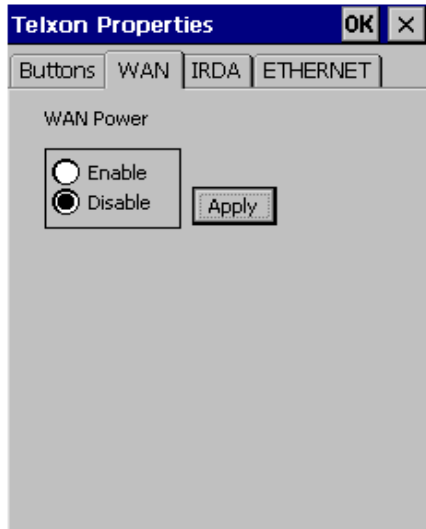 Telxon Properties OK ×
Buttons WAN IRDA ETHERNET
WAN Power
Enable
Disable
Apply